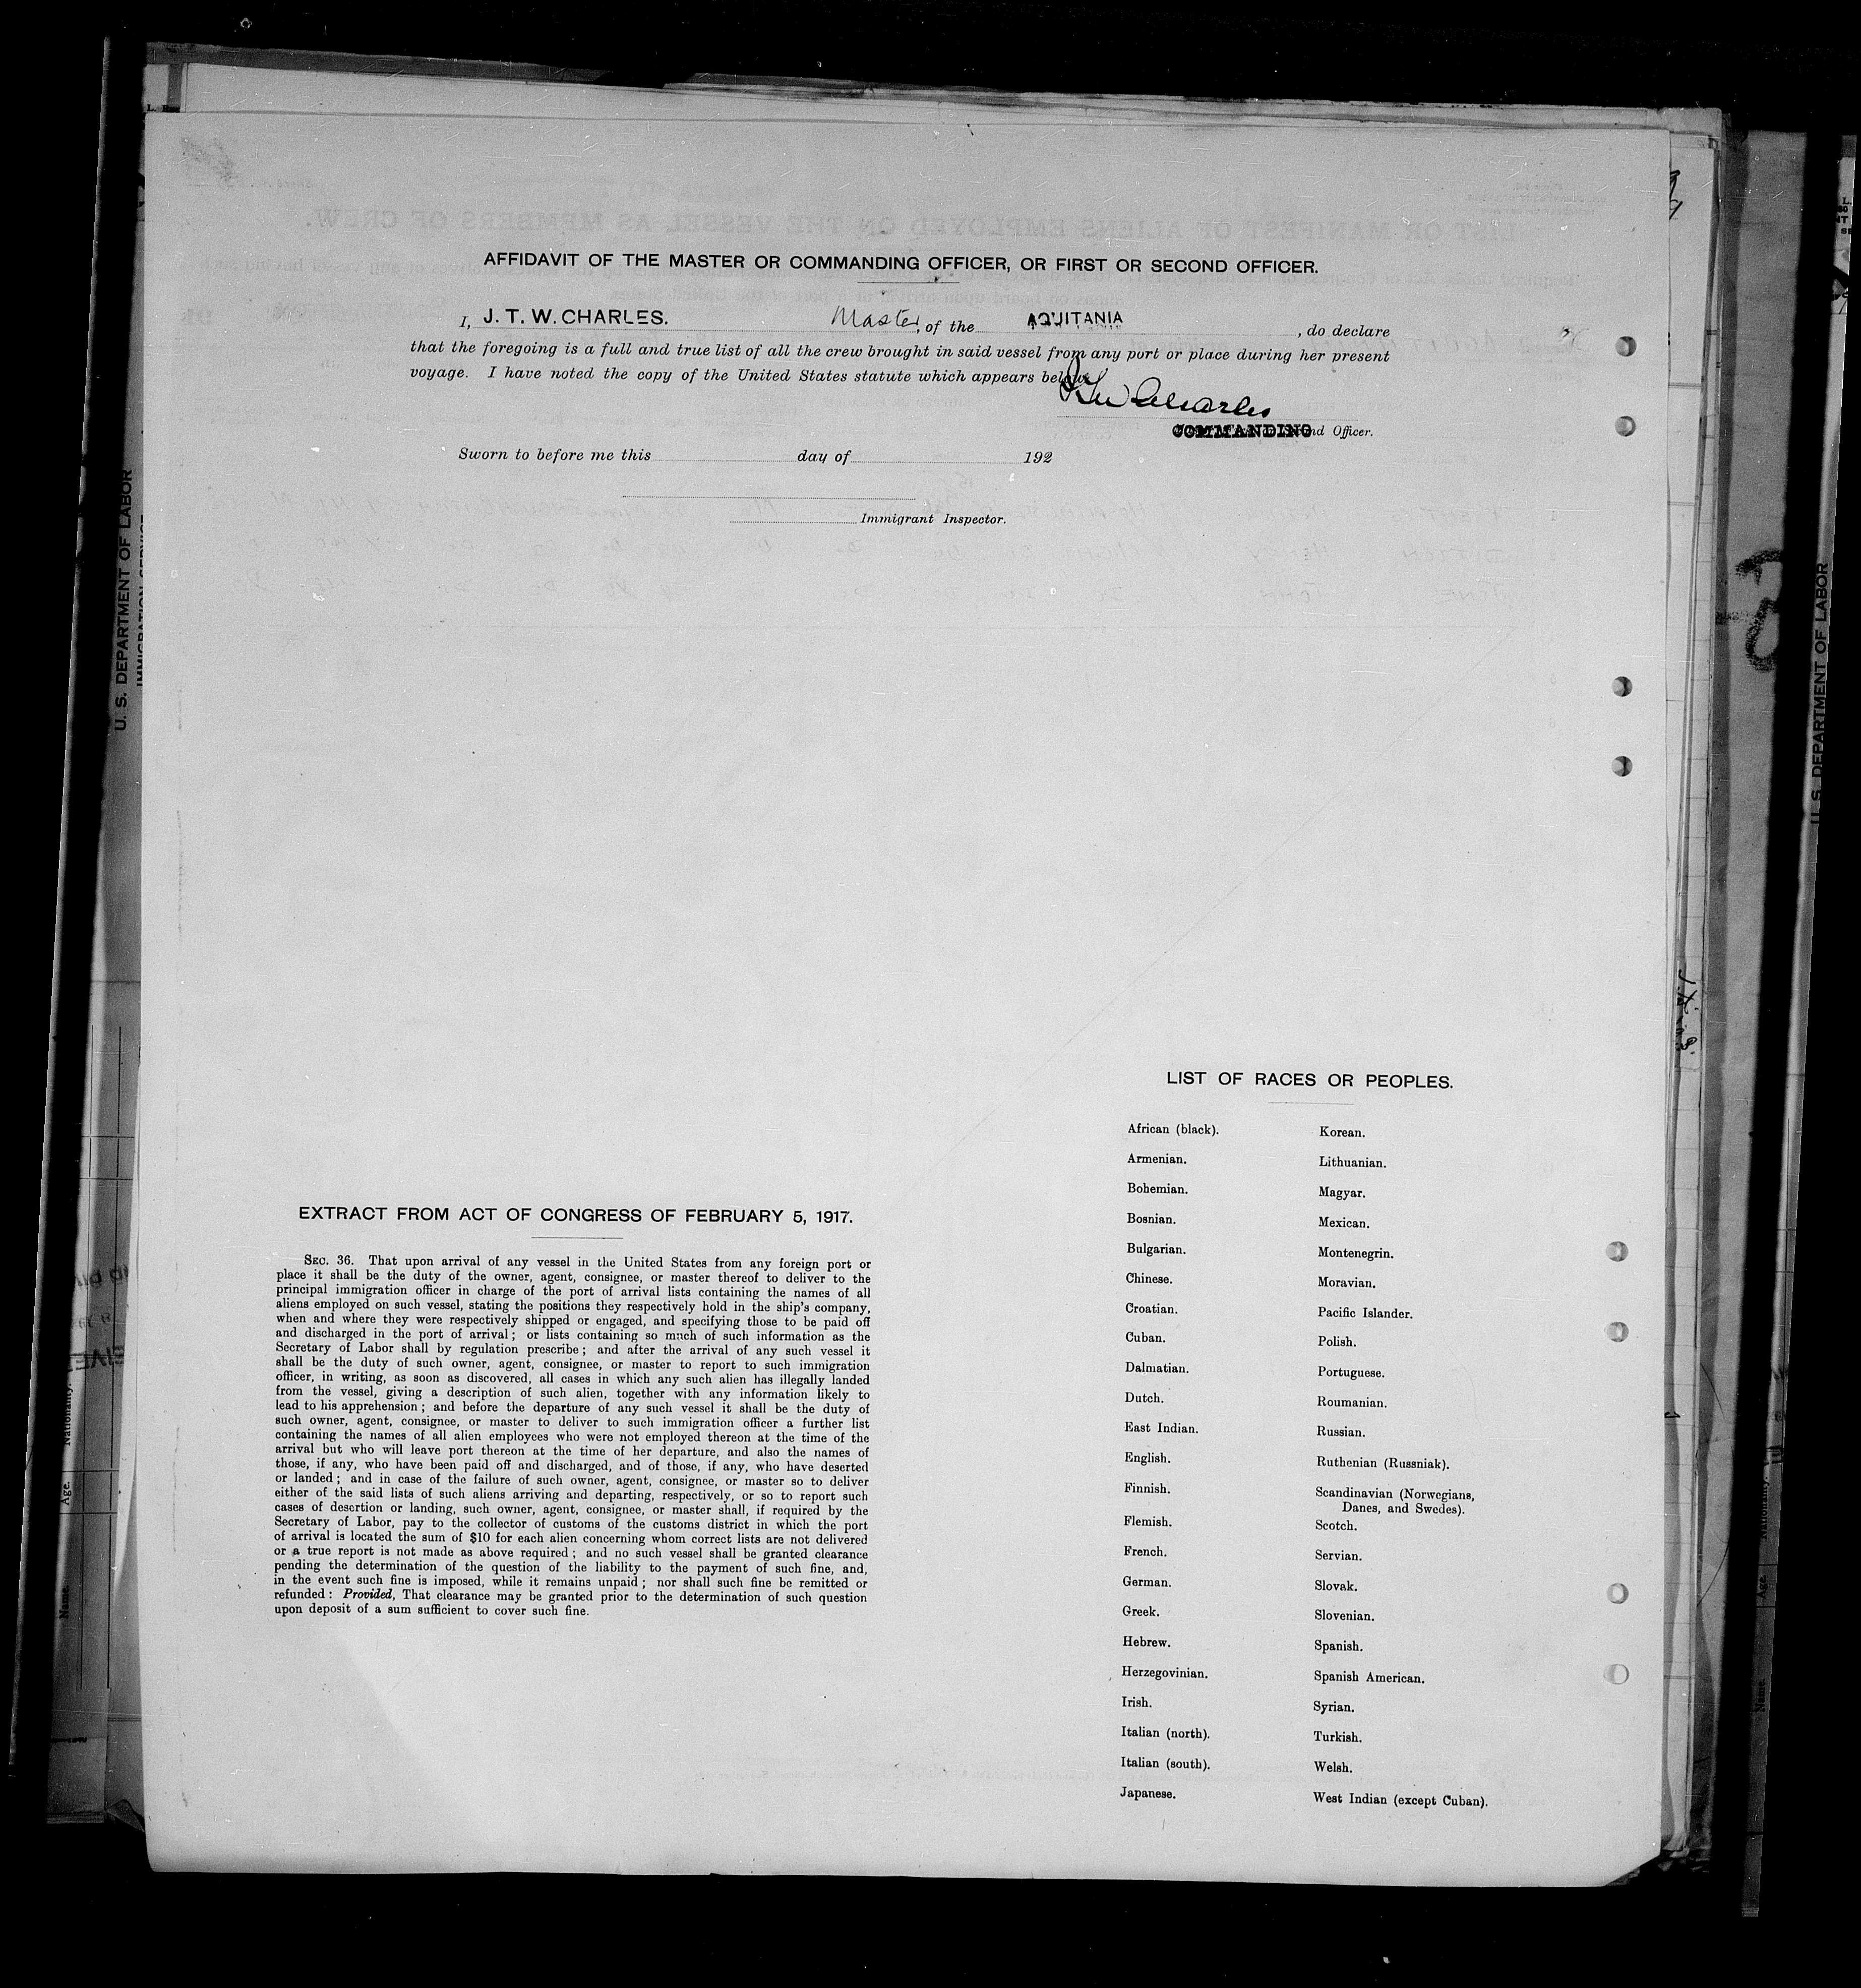 AFFIDAVIT OF THE MASTER OR COMMANDING OFFICER, OR FIRST OR SECOND OFFICER.
I, J. T. W. CHARLES. Master, of the AQUITANIA, do declare
that the foregoing is a full and true list of all the crew brought in said vessel from any port or place during her present
voyage. I have noted the copy of the United States statute which appears below.
JTW Charles
COMMANDING Officer.
Sworn to before me this day of 192
Immigrant Inspector.
EXTRACT FROM ACT OF CONGRESS OF FEBRUARY 5, 1917.
SEC. 36. That upon arrival of any vessel in the United States from any foreign port or
place it shall be the duty of the owner, agent, consignee, or master thereof to deliver to the
principal immigration officer in charge of the port of arrival lists containing the names of all
aliens employed on such vessel, stating the positions they respectively hold in the ship's company,
when and where they were respectively shipped or engaged, and specifying those to be paid off
and discharged in the port of arrival; or lists containing so much of such information as the
Secretary of Labor shall by regulation prescribe; and after the arrival of any such vessel it
shall be the duty of such owner, agent, consignee, or master to report to such immigration
officer, in writing, as soon as discovered, all cases in which any such alien has illegally landed
from the vessel, giving a description of such alien, together with any information likely to
lead to his apprehension; and before the departure of any such vessel it shall be the duty of
such owner, agent, consignee, or master to deliver to such immigration officer a further list
containing the names of all alien employees who were not employed thereon at the time of the
arrival but who will leave port thereon at the time of her departure, and also the names of
those, if any, who have been paid off and discharged, and of those, if any, who have deserted
or landed; and in case of the failure of such owner, agent, consignee, or master so to deliver
either of the said lists of such aliens arriving and departing, respectively, or so to report such
cases of desertion or landing, such owner, agent, consignee, or master shall, if required by the
Secretary of Labor, pay to the collector of customs of the customs district in which the port
of arrival is located the sum of $10 for each alien concerning whom correct lists are not delivered
or a true report is not made as above required; and no such vessel shall be granted clearance
pending the determination of the question of the liability to the payment of such fine, and,
in the event such fine is imposed, while it remains unpaid; nor shall such fine be remitted or
refunded: Provided, That clearance may be granted prior to the determination of such question
upon deposit of a sum sufficient to cover such fine.
LIST OF RACES OR PEOPLES.
African (black).
Armenian.
Bohemian.
Bosnian.
Bulgarian.
Chinese.
Croatian.
Cuban.
Dalmatian.
Dutch.
East Indian.
English.
Finnish.
Flemish.
French.
German.
Greek.
Hebrew.
Herzegovinian.
Irish.
Italian (north).
Italian (south).
Japanese.
Korean.
Lithuanian.
Magyar.
Mexican.
Montenegrin.
Moravian.
Pacific Islander.
Polish.
Portuguese.
Roumanian.
Russian.
Ruthenian (Russniak).
Scandinavian (Norwegians,
Danes, and Swedes).
Scotch.
Servian.
Slovak.
Slovenian.
Spanish.
Spanish American.
Syrian.
Turkish.
Welsh.
West Indian (except Cuban).
U. S. DEPARTMENT OF LABOR
IMMIGRATION SERVICE
Nationality.
Age.
Name.
U. S. DEPARTMENT OF LABOR
Age.
Name.